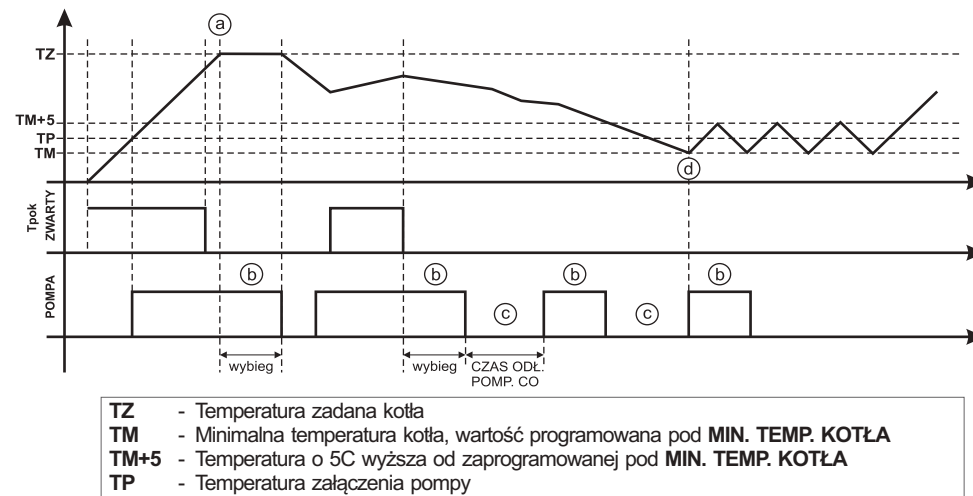 a
TZ
TM+5
TP
TM
d
Tpok
ZWARTY
b b b b
POMPA
c c
wybieg wybieg CZAS ODŁ.
POMP. CO
TZ - Temperatura zadana kotła
TM - Minimalna temperatura kotła, wartość programowana pod MIN. TEMP. KOTŁA
TM+5 - Temperatura o 5C wyższa od zaprogramowanej pod MIN. TEMP. KOTŁA
TP - Temperatura załączenia pompy